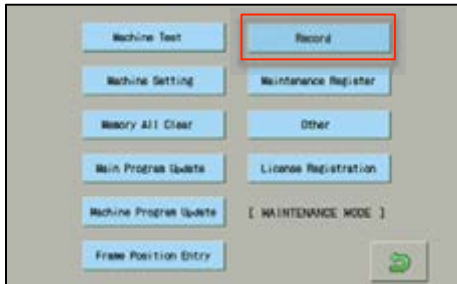 Machine Test
Record
Machine Setting
Maintenance Register
Memory All Clear
Other
Main Program Update
License Registration
Machine Program Update
[ MAINTENANCE MODE ]
Frame Position Entry